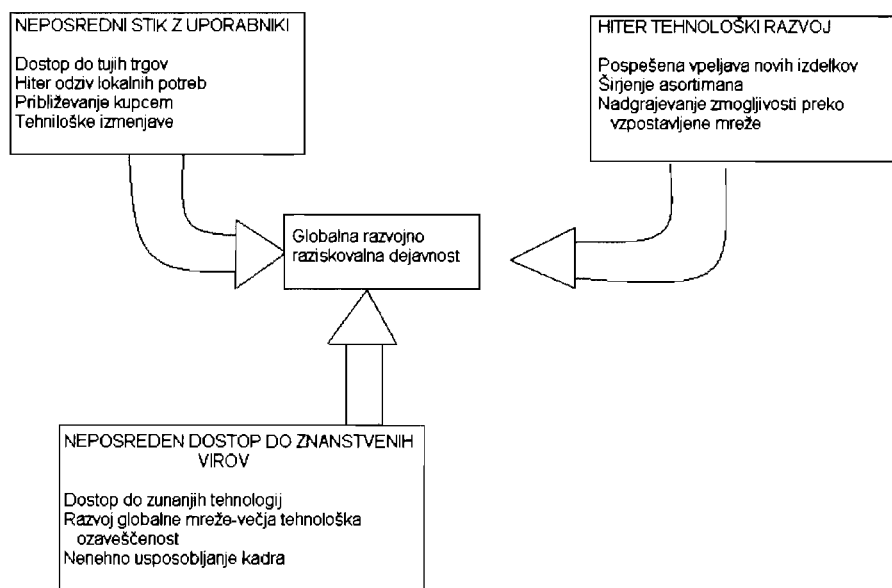 NEPOSREDNI STIK Z UPORABNIKI
Dostop do tujih trgov
Hiter odziv lokalnih potreb
Približevanje kupcem
Tehniloške izmenjave
HITER TEHNOLOŠKI RAZVOJ
Pospešena vpeljava novih izdelkov
Širjenje asortimana
Nadgrajevanje zmogljivosti preko
vzpostavljene mreže
Globalna razvojno
raziskovalna dejavnost
NEPOSREDEN DOSTOP DO ZNANSTVENIH
VIROV
Dostop do zunanjih tehnologij
Razvoj globalne mreže-večja tehnološka
ozaveščenost
Nenehno usposobljanje kadra